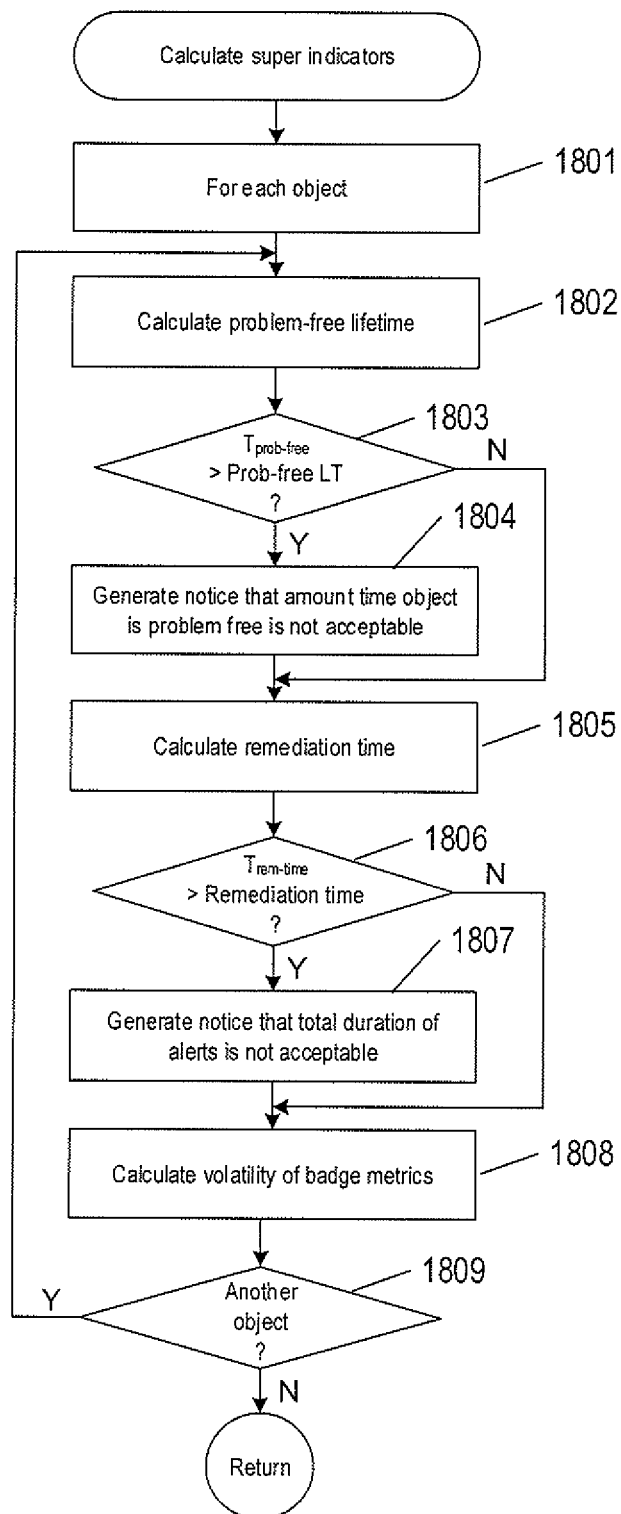 Calculate super indicators
For each object
1801
Calculate problem-free lifetime
1802
1803
T prob-free
> Prob-free LT
?
N
Y
1804
Generate notice that amount time object
is problem free is not acceptable
Calculate remediation time
1805
1806
T rem-time
> Remediation time
?
N
Y
1807
Generate notice that total duration of
alerts is not acceptable
Calculate volatility of badge metrics
1808
1809
Another
object
?
Y
N
Return